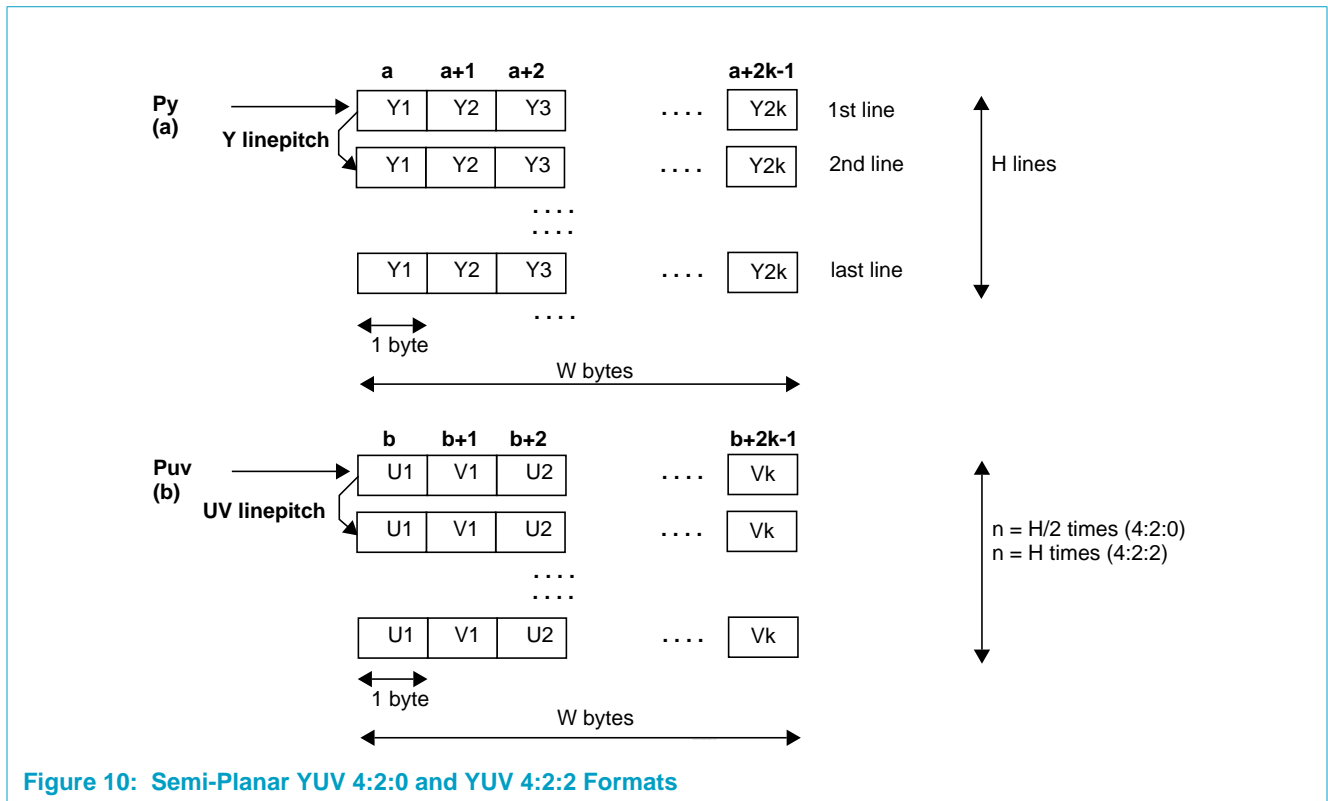 a a+1 a+2 a+2k-1
Py
(a)
Y1 Y2 Y3 . . . . Y2k 1st line
Y linepitch
Y1 Y2 Y3 . . . . Y2k 2nd line
H lines
. . . .
. . . .
Y1 Y2 Y3 . . . . Y2k last line
. . . .
1 byte
W bytes
b b+1 b+2 b+2k-1
Puv
(b)
U1 V1 U2 . . . . Vk
UV linepitch
U1 V1 U2 . . . . Vk
n = H/2 times (4:2:0)
n = H times (4:2:2)
. . . .
. . . .
U1 V1 U2 . . . . Vk
1 byte
W bytes
Figure 10: Semi-Planar YUV 4:2:0 and YUV 4:2:2 Formats